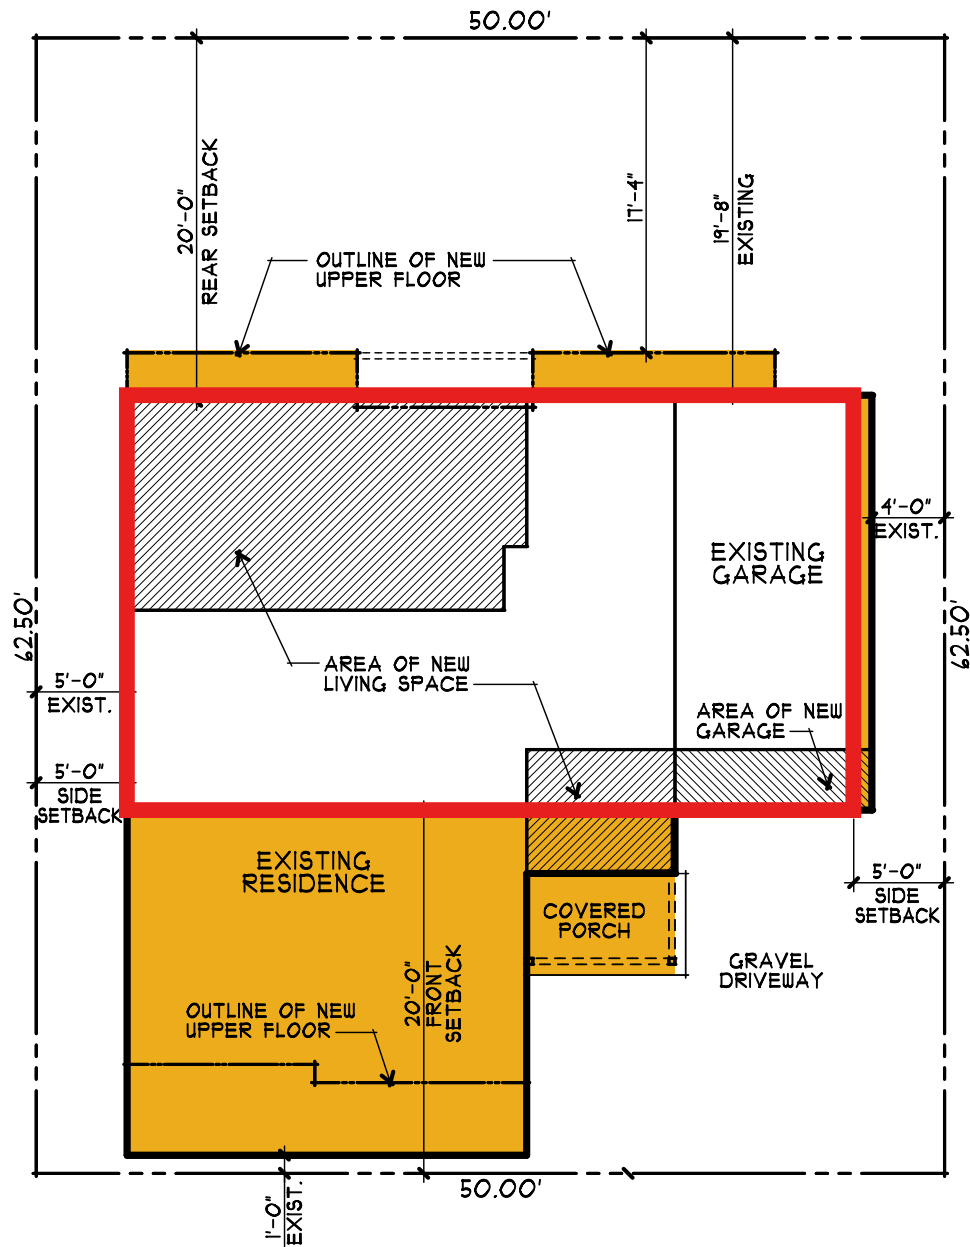 50.00'
20'-0"
REAR SETBACK
17'-4"
19'-8"
EXISTING
OUTLINE OF NEW
UPPER FLOOR
4'-0"
EXIST.
EXISTING
GARAGE
62.50'
62.50'
AREA OF NEW
LIVING SPACE
5'-0"
EXIST.
AREA OF NEW
GARAGE
5'-0"
SIDE
SETBACK
EXISTING
RESIDENCE
5'-0"
SIDE
SETBACK
COVERED
PORCH
GRAVEL
DRIVEWAY
20'-0"
FRONT
SETBACK
OUTLINE OF NEW
UPPER FLOOR
50.00'
1'-0"
EXIST.